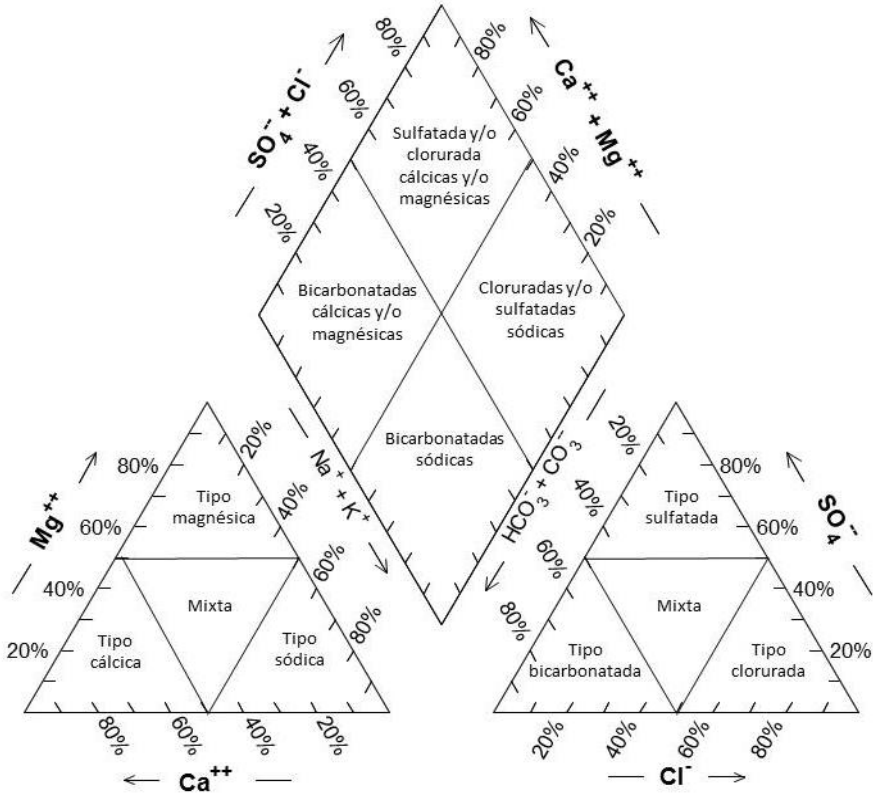 SO₄⁻⁻ + Cl⁻
20%
40%
60%
80%
Ca⁺⁺ + Mg⁺⁺
80%
60%
40%
20%
Sulfatada y/o
clorurada
cálcicas y/o
magnésicas
Bicarbonatadas
cálcicas y/o
magnésicas
Cloruradas y/o
sulfatadas
sódicas
Bicarbonatadas
sódicas
Mg⁺⁺
80%
60%
40%
20%
Na⁺ + K⁺
20%
40%
60%
80%
Tipo
magnésica
Mixta
Tipo
cálcica
Tipo
sódica
80%
60%
40%
20%
Ca⁺⁺
HCO₃⁻ + CO₃⁻
20%
40%
60%
80%
SO₄⁻⁻
80%
60%
40%
20%
Tipo
sulfatada
Mixta
Tipo
bicarbonatada
Tipo
clorurada
20%
40%
60%
80%
Cl⁻